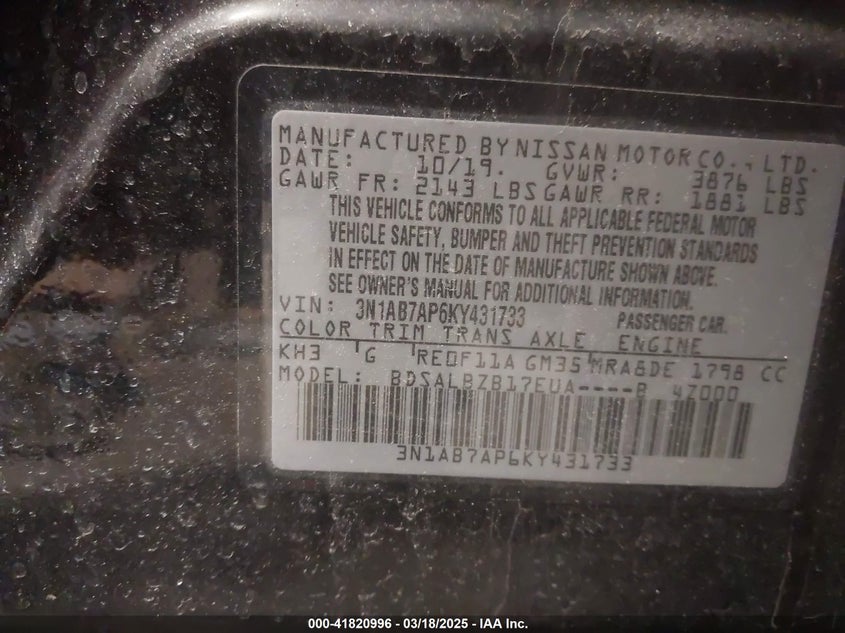 MANUFACTURED BY NISSAN MOTOR CO., LTD.
DATE: 10/19. GVWR: 3876 LBS
GAWR FR: 2143 LBS GAWR RR: 1881 LBS
THIS VEHICLE CONFORMS TO ALL APPLICABLE FEDERAL MOTOR
VEHICLE SAFETY, BUMPER AND THEFT PREVENTION STANDARDS
IN EFFECT ON THE DATE OF MANUFACTURE SHOWN ABOVE.
SEE OWNER'S MANUAL FOR ADDITIONAL INFORMATION.
VIN: 3N1AB7AP6KY431733 PASSENGER CAR.
COLOR TRIM TRANS AXLE ENGINE
KH3 G RE0F11A GM35 MRA8DE 1798 CC
MODEL: BDSALBZB17EUA----B 4Z000
3N1AB7AP6KY431733
000-41820996 — 03/18/2025 — IAA Inc.